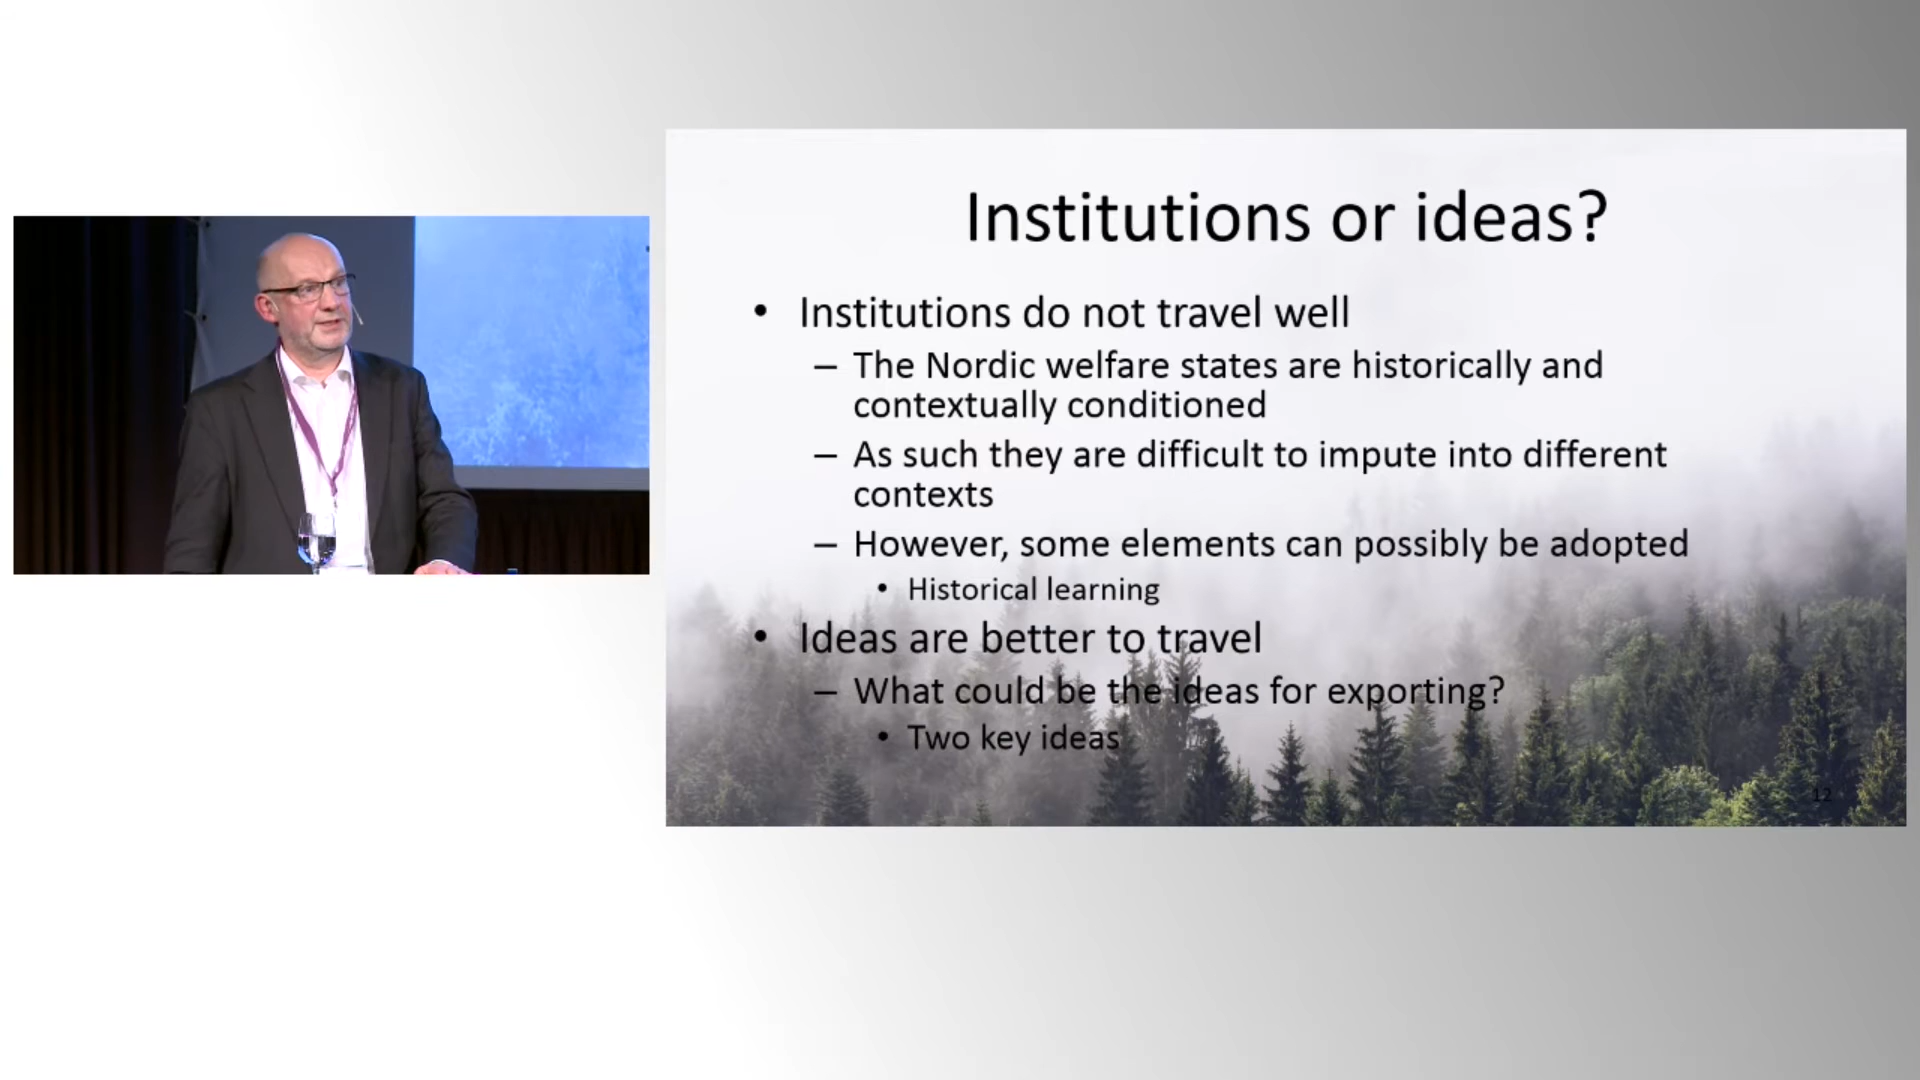 Institutions or ideas?
• Institutions do not travel well
– The Nordic welfare states are historically and
contextually conditioned
– As such they are difficult to impute into different
contexts
– However, some elements can possibly be adopted
• Historical learning
• Ideas are better to travel
– What could be the ideas for exporting?
• Two key ideas
12